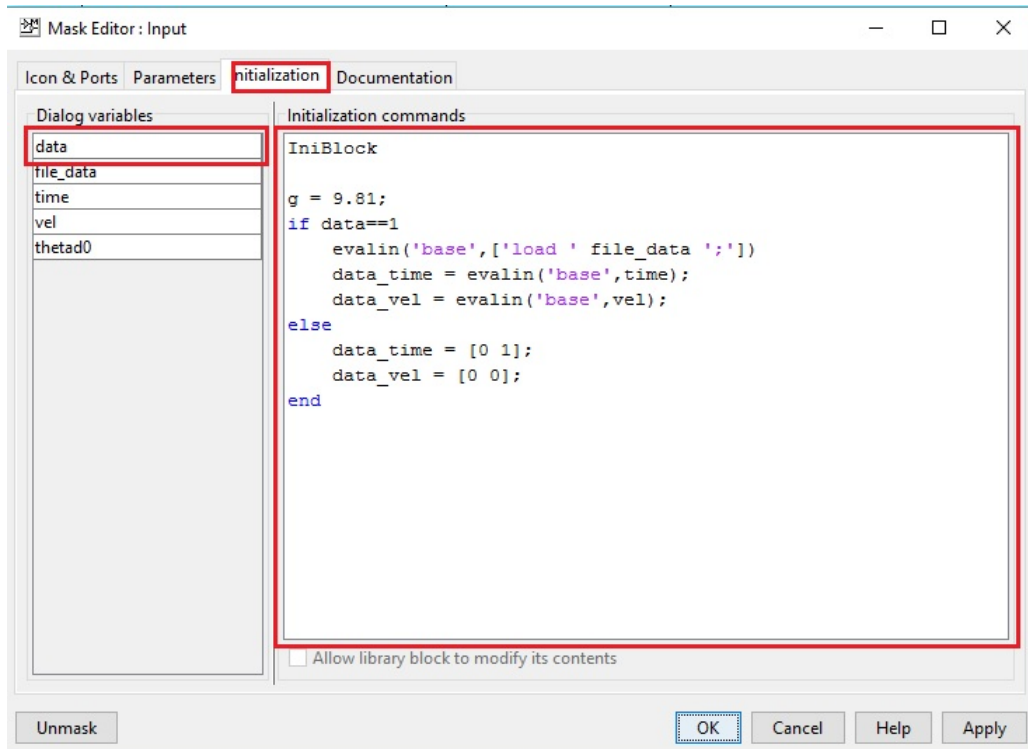 Mask Editor : Input
Icon & Ports Parameters nitialization Documentation
Dialog variables
data
file_data
time
vel
thetad0
Initialization commands
IniBlock
g = 9.81;
if data==1
    evalin('base',['load ' file_data ';'])
    data_time = evalin('base',time);
    data_vel = evalin('base',vel);
else
    data_time = [0 1];
    data_vel = [0 0];
end
Allow library block to modify its contents
Unmask OK Cancel Help Apply